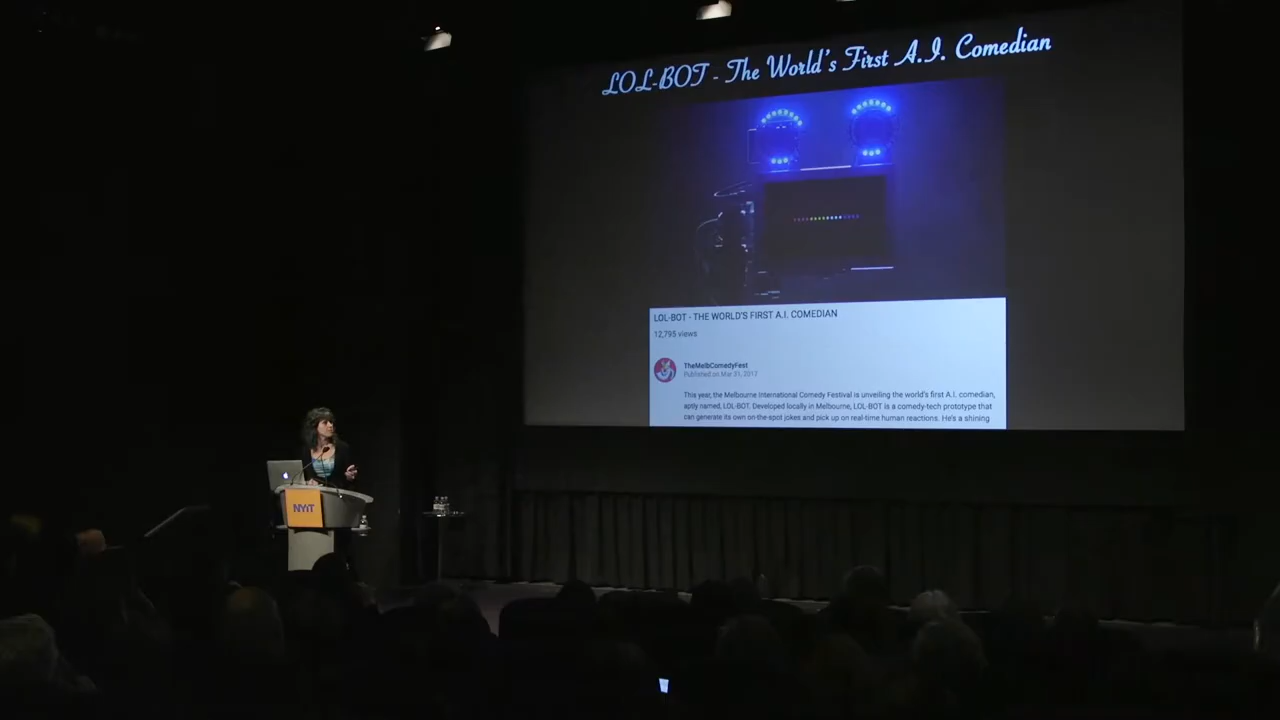 LOL-BOT - The World's First A.I. Comedian
LOL-BOT - THE WORLD'S FIRST A.I. COMEDIAN
12,795 views
TheMelbComedyFest
Published on Mar 31, 2017
This year, the Melbourne International Comedy Festival is unveiling the world's first A.I. comedian,
aptly named, LOL-BOT. Developed locally in Melbourne, LOL-BOT is a comedy-tech prototype that
can generate its own on-the-spot jokes and pick up on real-time human reactions. He's a shining
NYIT